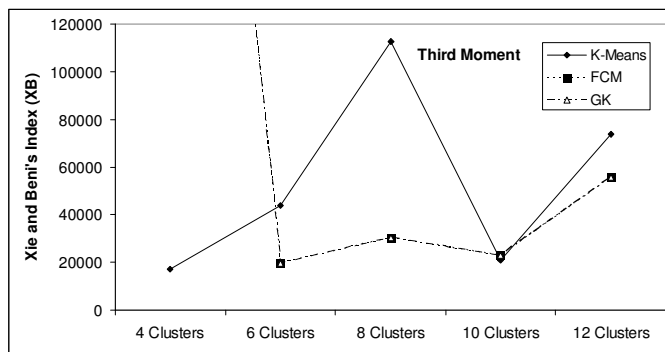 120000
100000
80000
60000
40000
20000
0
Xie and Beni's Index (XB)
Third Moment
K-Means
FCM
GK
4 Clusters 6 Clusters 8 Clusters 10 Clusters 12 Clusters